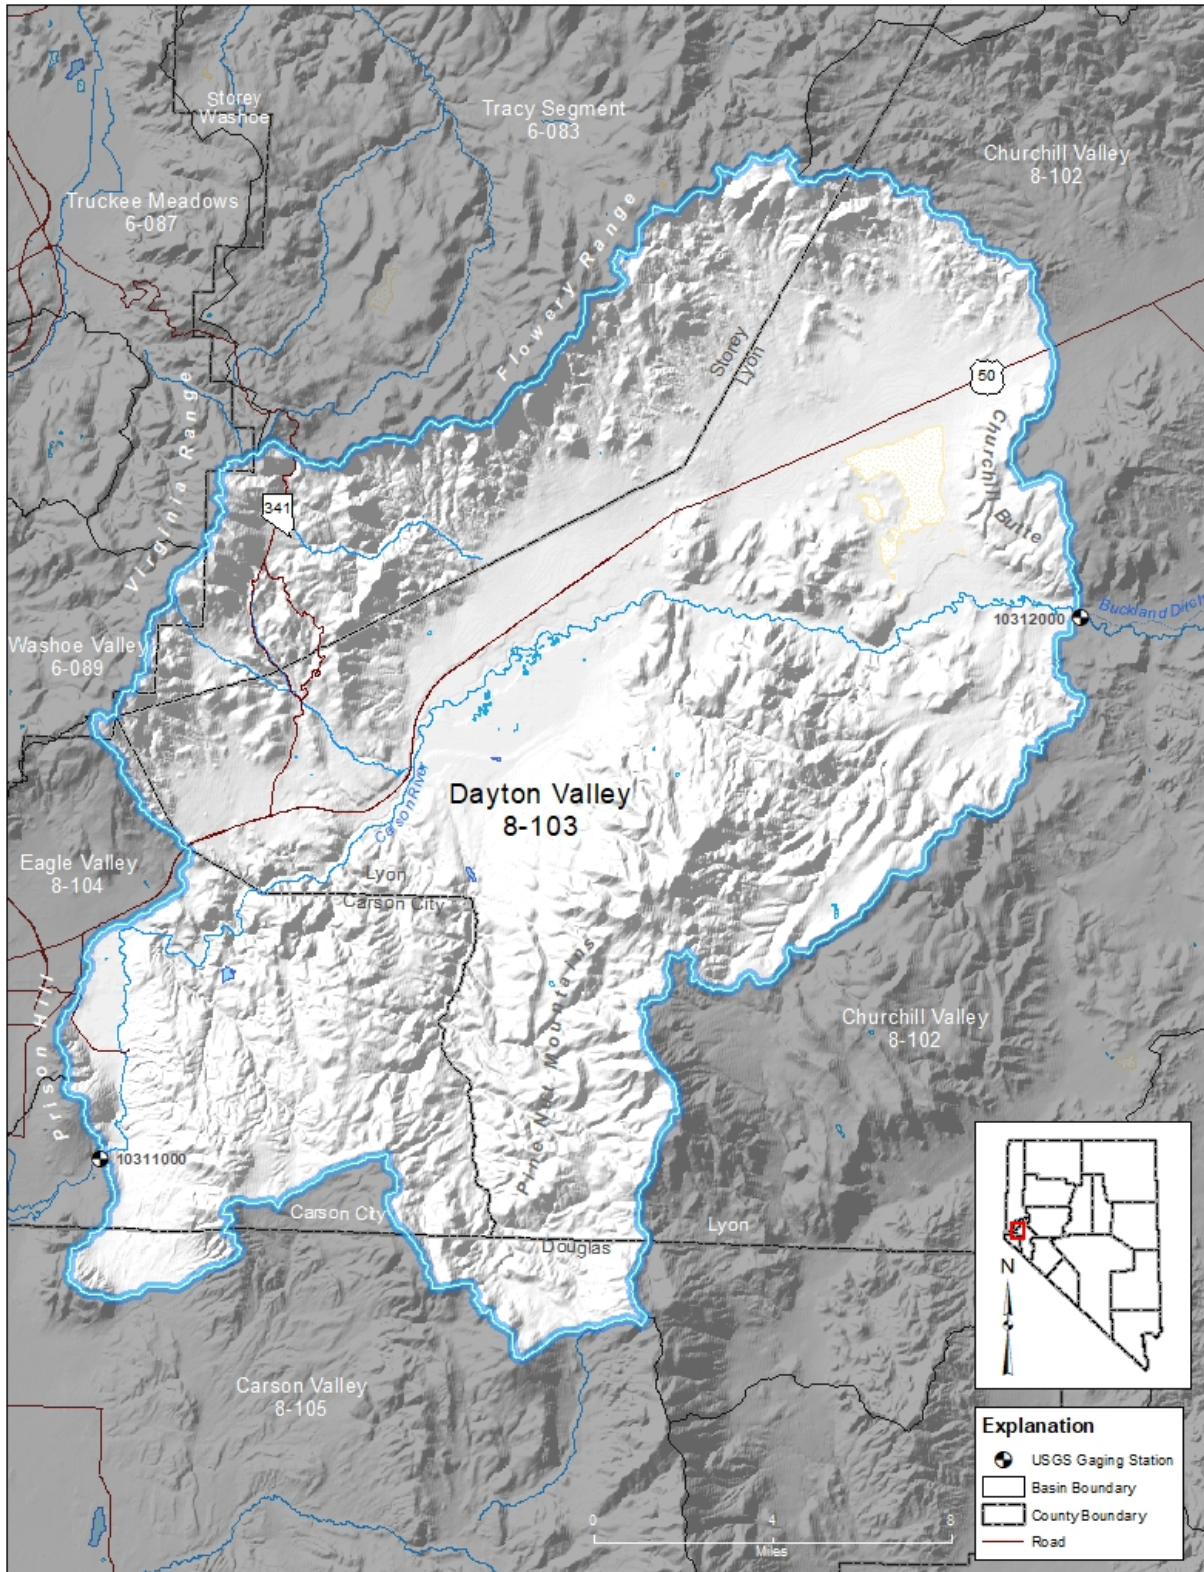 Storey
Washoe
Tracy Segment
6-083
Churchill Valley
8-102
Truckee Meadows
6-087
Flowery Range
Storey
Lyon
50
Virginia Range
Churchill Butte
341
Buckland Ditch
10312000
Washoe Valley
6-089
Carson River
Dayton Valley
8-103
Eagle Valley
8-104
Lyon
Carson City
Prison Hill
Pine Nut Mountains
Churchill Valley
8-102
10311000
Carson City
Douglas
Lyon
N
Carson Valley
8-105
0 4 8
Miles
Explanation
USGS Gaging Station
Basin Boundary
County Boundary
Road